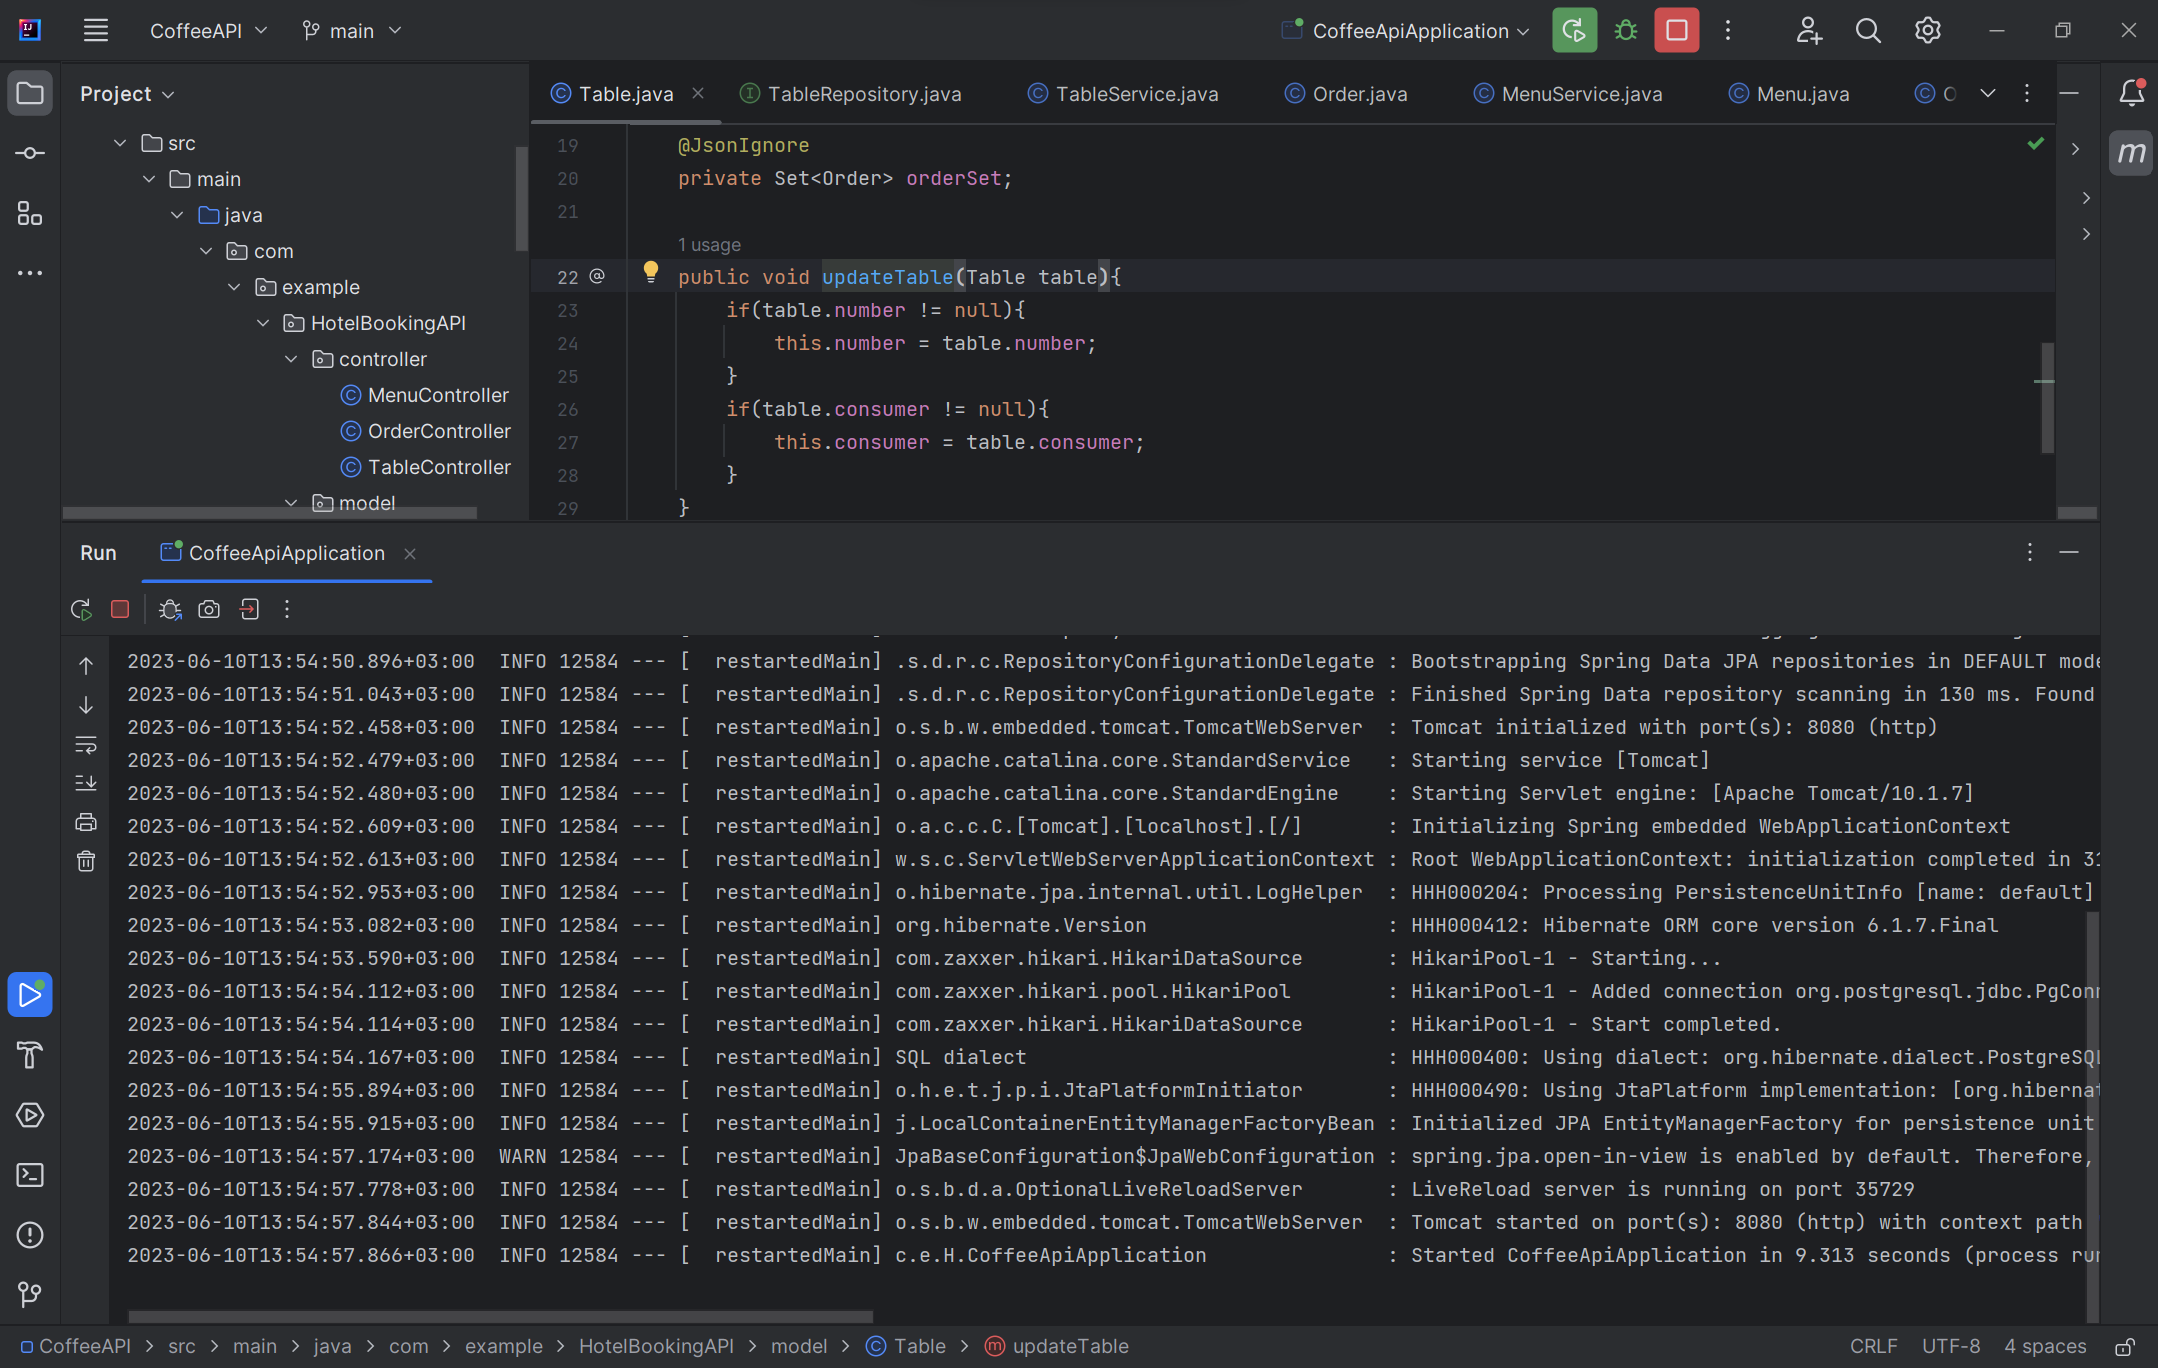 CoffeeAPI
main
CoffeeApiApplication
Project
src
main
java
com
example
HotelBookingAPI
controller
MenuController
OrderController
TableController
model
Table.java
TableRepository.java
TableService.java
Order.java
MenuService.java
Menu.java
19 @JsonIgnore
20 private Set<Order> orderSet;
21
1 usage
22 public void updateTable(Table table){
23 if(table.number != null){
24 this.number = table.number;
25 }
26 if(table.consumer != null){
27 this.consumer = table.consumer;
28 }
29 }
Run
CoffeeApiApplication
2023-06-10T13:54:50.896+03:00 INFO 12584 --- [ restartedMain] .s.d.r.c.RepositoryConfigurationDelegate : Bootstrapping Spring Data JPA repositories in DEFAULT mode
2023-06-10T13:54:51.043+03:00 INFO 12584 --- [ restartedMain] .s.d.r.c.RepositoryConfigurationDelegate : Finished Spring Data repository scanning in 130 ms. Found
2023-06-10T13:54:52.458+03:00 INFO 12584 --- [ restartedMain] o.s.b.w.embedded.tomcat.TomcatWebServer : Tomcat initialized with port(s): 8080 (http)
2023-06-10T13:54:52.479+03:00 INFO 12584 --- [ restartedMain] o.apache.catalina.core.StandardService : Starting service [Tomcat]
2023-06-10T13:54:52.480+03:00 INFO 12584 --- [ restartedMain] o.apache.catalina.core.StandardEngine : Starting Servlet engine: [Apache Tomcat/10.1.7]
2023-06-10T13:54:52.609+03:00 INFO 12584 --- [ restartedMain] o.a.c.c.C.[Tomcat].[localhost].[/] : Initializing Spring embedded WebApplicationContext
2023-06-10T13:54:52.613+03:00 INFO 12584 --- [ restartedMain] w.s.c.ServletWebServerApplicationContext : Root WebApplicationContext: initialization completed in 31
2023-06-10T13:54:52.953+03:00 INFO 12584 --- [ restartedMain] o.hibernate.jpa.internal.util.LogHelper : HHH000204: Processing PersistenceUnitInfo [name: default]
2023-06-10T13:54:53.082+03:00 INFO 12584 --- [ restartedMain] org.hibernate.Version : HHH000412: Hibernate ORM core version 6.1.7.Final
2023-06-10T13:54:53.590+03:00 INFO 12584 --- [ restartedMain] com.zaxxer.hikari.HikariDataSource : HikariPool-1 - Starting...
2023-06-10T13:54:54.112+03:00 INFO 12584 --- [ restartedMain] com.zaxxer.hikari.pool.HikariPool : HikariPool-1 - Added connection org.postgresql.jdbc.PgConn
2023-06-10T13:54:54.114+03:00 INFO 12584 --- [ restartedMain] com.zaxxer.hikari.HikariDataSource : HikariPool-1 - Start completed.
2023-06-10T13:54:54.167+03:00 INFO 12584 --- [ restartedMain] SQL dialect : HHH000400: Using dialect: org.hibernate.dialect.PostgreSQL
2023-06-10T13:54:55.894+03:00 INFO 12584 --- [ restartedMain] o.h.e.t.j.p.i.JtaPlatformInitiator : HHH000490: Using JtaPlatform implementation: [org.hibernat
2023-06-10T13:54:55.915+03:00 INFO 12584 --- [ restartedMain] j.LocalContainerEntityManagerFactoryBean : Initialized JPA EntityManagerFactory for persistence unit
2023-06-10T13:54:57.174+03:00 WARN 12584 --- [ restartedMain] JpaBaseConfiguration$JpaWebConfiguration : spring.jpa.open-in-view is enabled by default. Therefore,
2023-06-10T13:54:57.778+03:00 INFO 12584 --- [ restartedMain] o.s.b.d.a.OptionalLiveReloadServer : LiveReload server is running on port 35729
2023-06-10T13:54:57.844+03:00 INFO 12584 --- [ restartedMain] o.s.b.w.embedded.tomcat.TomcatWebServer : Tomcat started on port(s): 8080 (http) with context path
2023-06-10T13:54:57.866+03:00 INFO 12584 --- [ restartedMain] c.e.H.CoffeeApiApplication : Started CoffeeApiApplication in 9.313 seconds (process run
CoffeeAPI > src > main > java > com > example > HotelBookingAPI > model > Table > updateTable
CRLF UTF-8 4 spaces